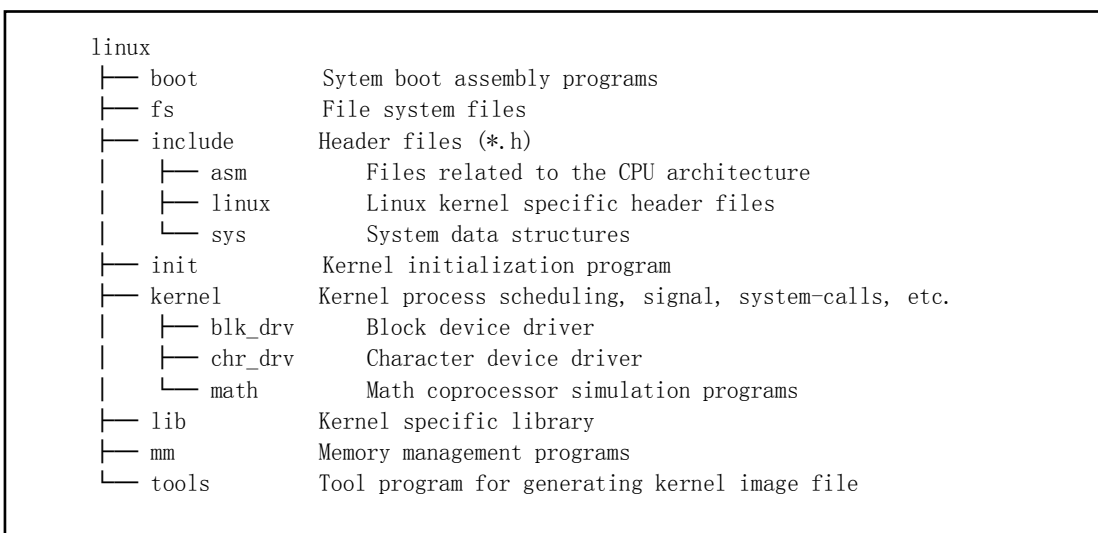 linux
├── boot Sytem boot assembly programs
├── fs File system files
├── include Header files (*.h)
│ ├── asm Files related to the CPU architecture
│ ├── linux Linux kernel specific header files
│ └── sys System data structures
├── init Kernel initialization program
├── kernel Kernel process scheduling, signal, system-calls, etc.
│ ├── blk_drv Block device driver
│ ├── chr_drv Character device driver
│ └── math Math coprocessor simulation programs
├── lib Kernel specific library
├── mm Memory management programs
└── tools Tool program for generating kernel image file